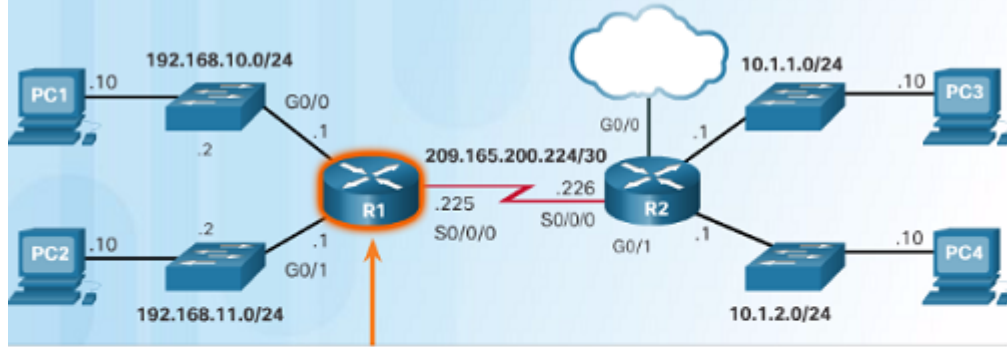 192.168.10.0/24
10.1.1.0/24
PC1
.10
G0/0
.1
.2
G0/0
.1
.10
PC3
209.165.200.224/30
R1
.225
S0/0/0
.226
S0/0/0
R2
G0/1
PC2
.10
.2
.1
G0/1
192.168.11.0/24
.1
.10
PC4
10.1.2.0/24